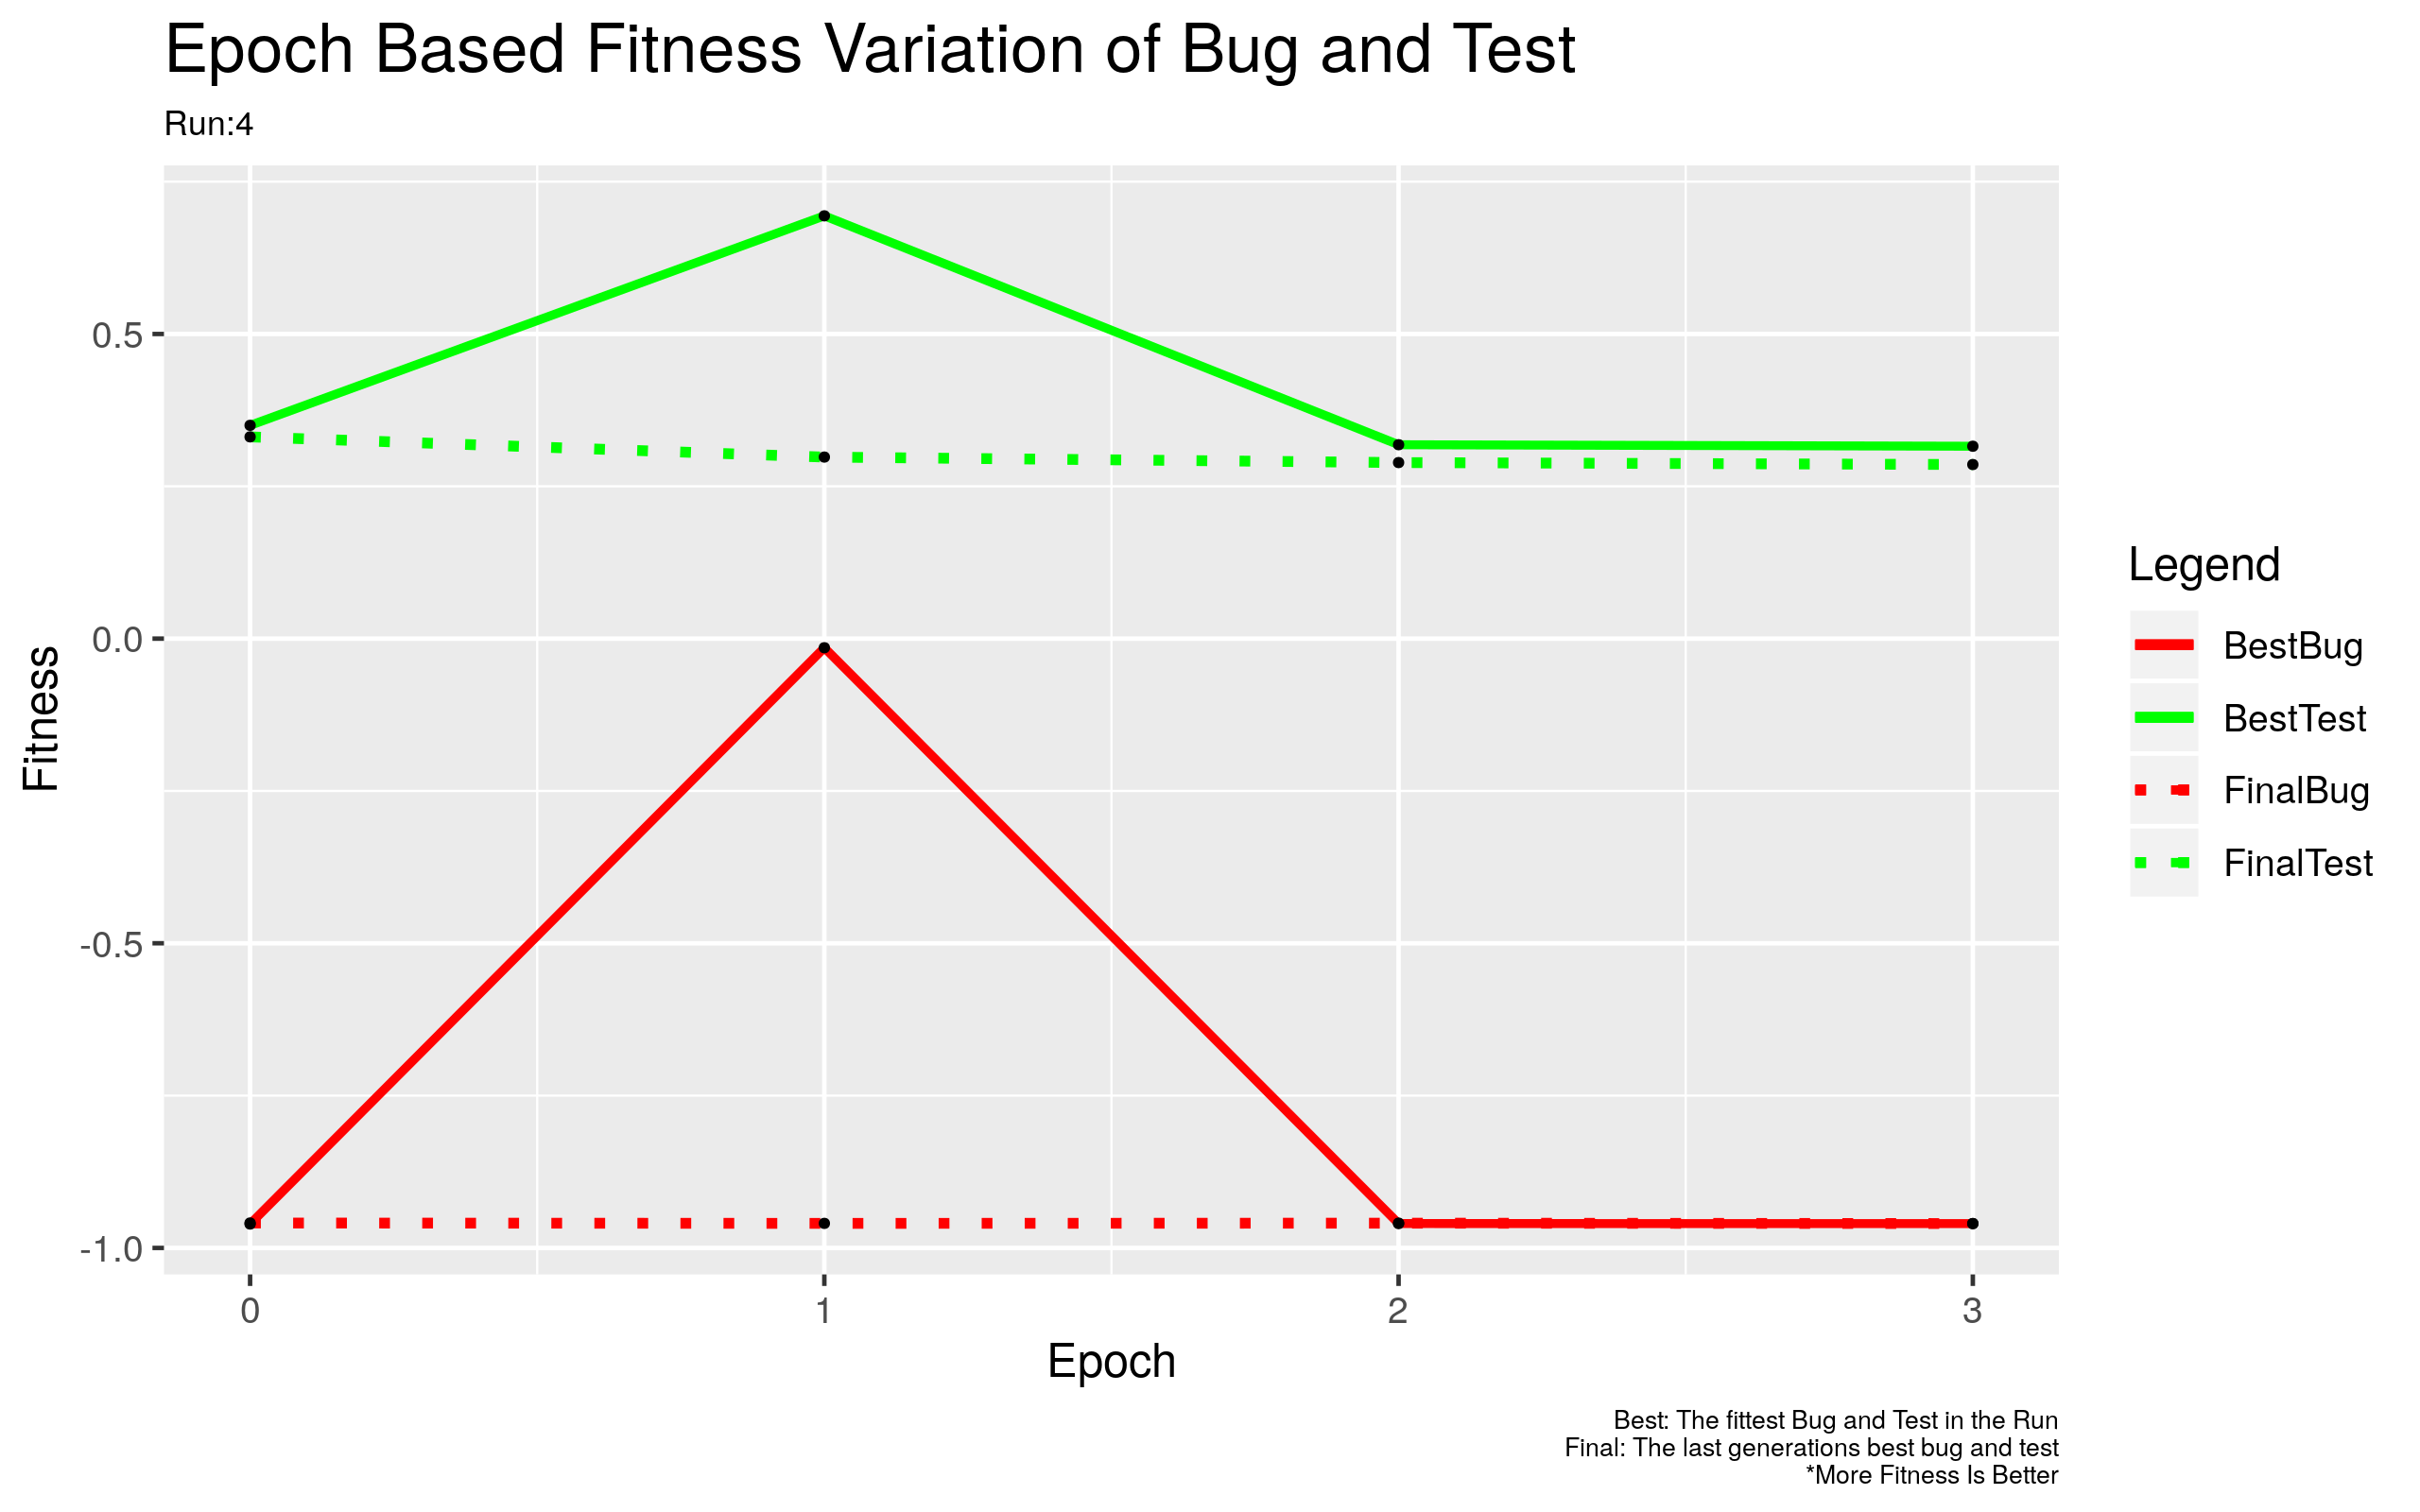 Epoch Based Fitness Variation of Bug and Test
Run:4
Fitness
0.5
0.0
-0.5
-1.0
0
1
2
3
Epoch
Legend
BestBug
BestTest
FinalBug
FinalTest
Best: The fittest Bug and Test in the Run
Final: The last generations best bug and test
*More Fitness Is Better